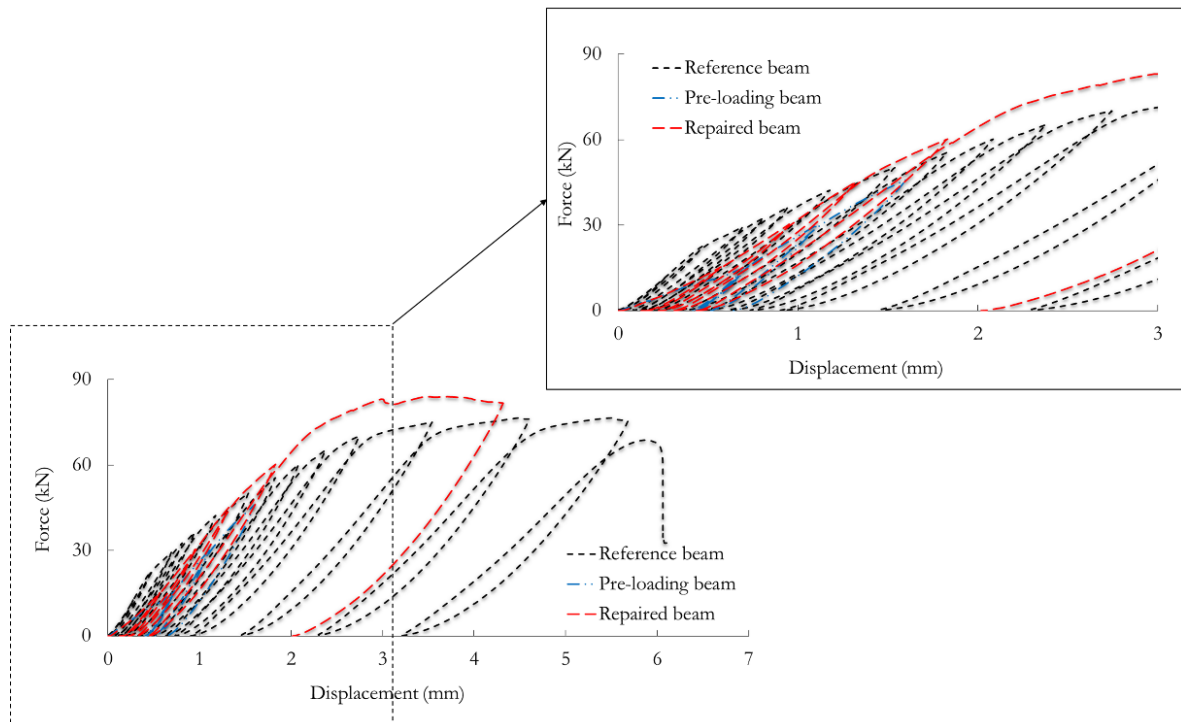 90
Reference beam
Pre-loading beam
Repaired beam
60
Force (kN)
30
0
0 1 2 3
Displacement (mm)
90
60
Force (kN)
30
Reference beam
Pre-loading beam
Repaired beam
0
0 1 2 3 4 5 6 7
Displacement (mm)